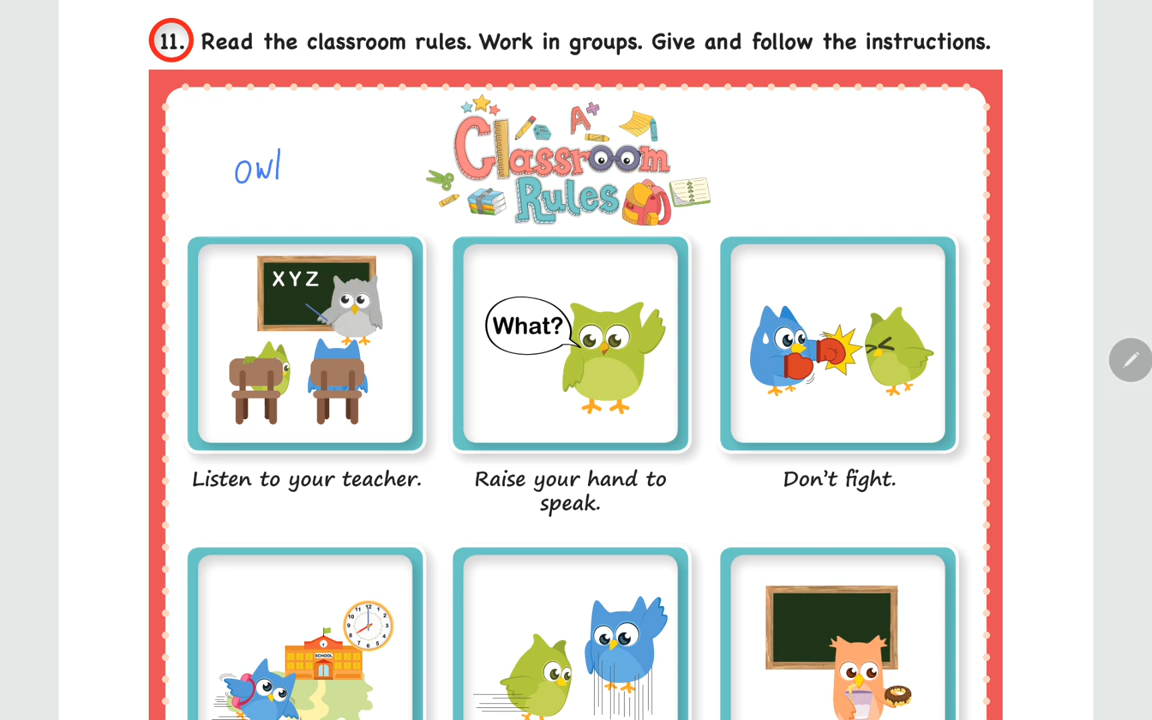 11. Read the classroom rules. Work in groups. Give and follow the instructions.
A+
Classroom
Rules
owl
XYZ
What?
Listen to your teacher.
Raise your hand to
speak.
Don't fight.
SCHOOL